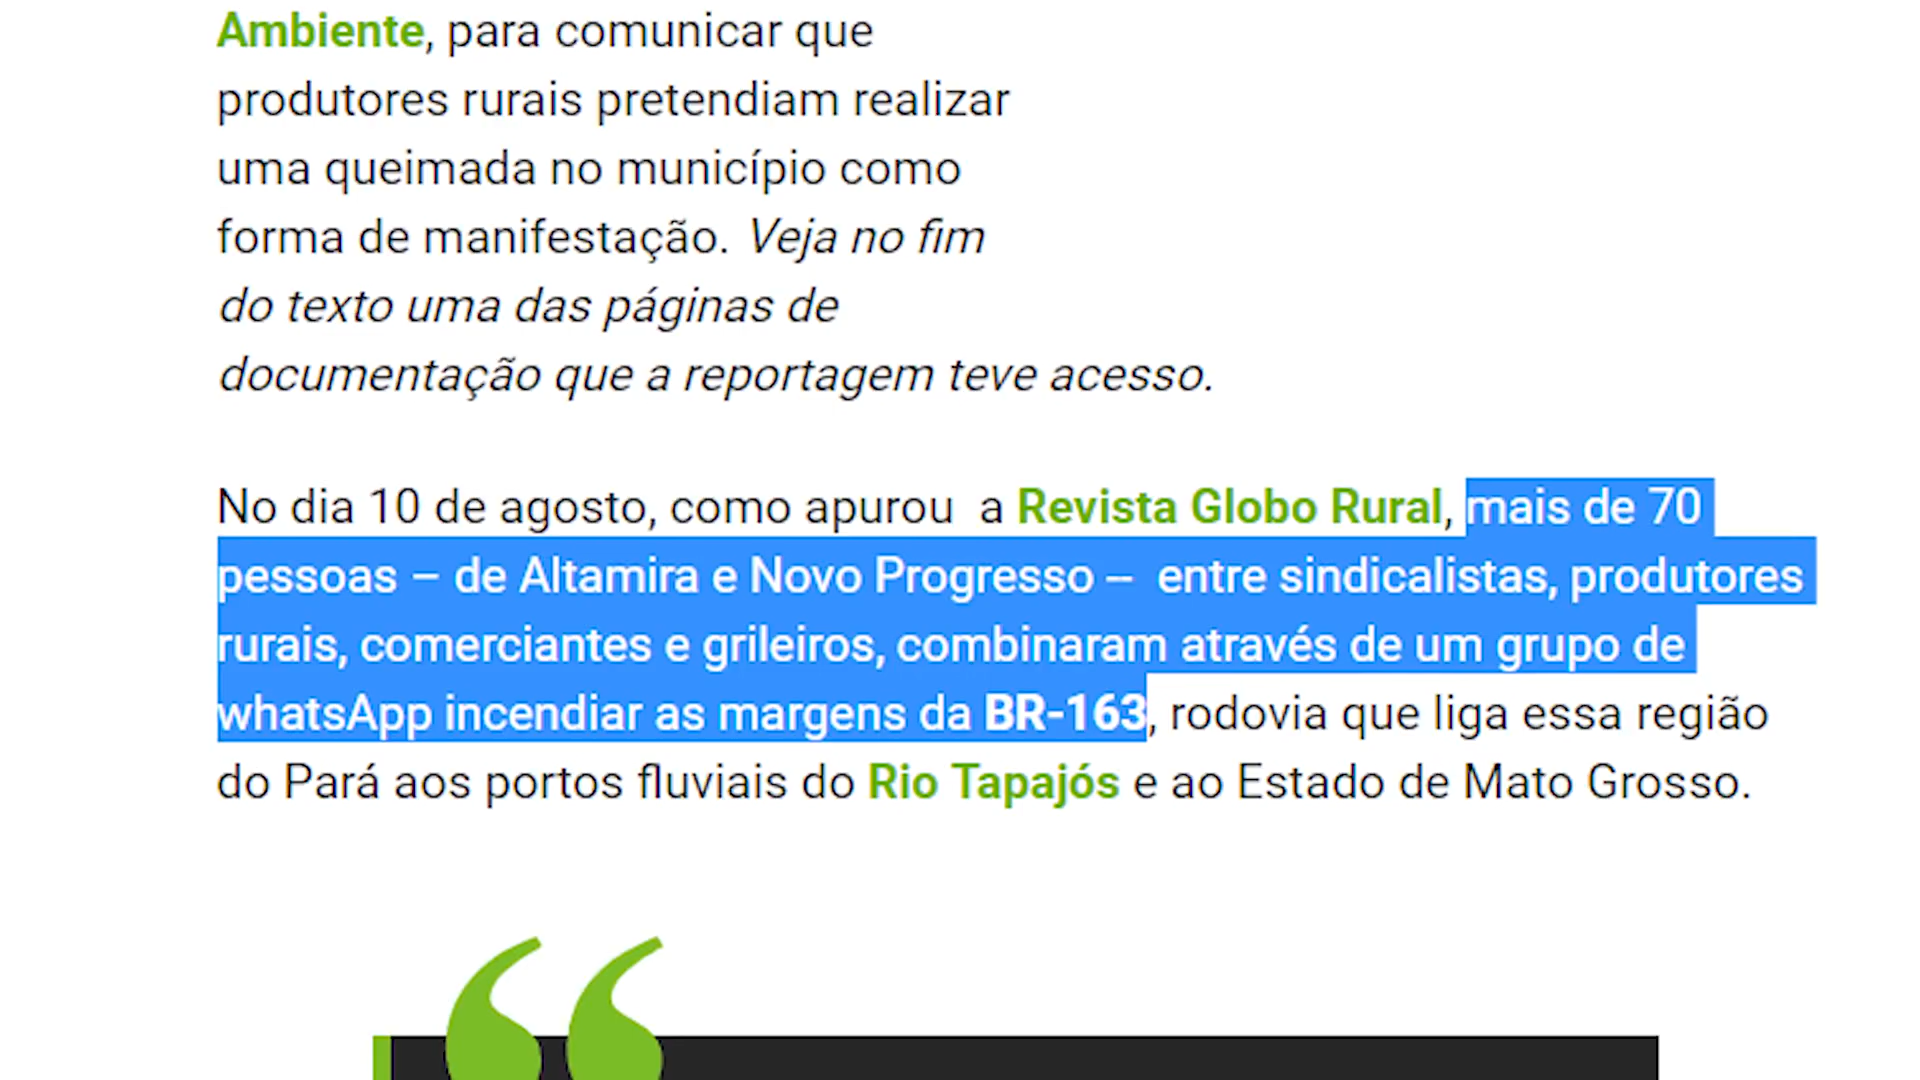 Ambiente, para comunicar que
produtores rurais pretendiam realizar
uma queimada no município como
forma de manifestação. Veja no fim
do texto uma das páginas de
documentação que a reportagem teve acesso.
No dia 10 de agosto, como apurou  a Revista Globo Rural, mais de 70
pessoas – de Altamira e Novo Progresso –  entre sindicalistas, produtores
rurais, comerciantes e grileiros, combinaram através de um grupo de
whatsApp incendiar as margens da BR-163, rodovia que liga essa região
do Pará aos portos fluviais do Rio Tapajós e ao Estado de Mato Grosso.
“